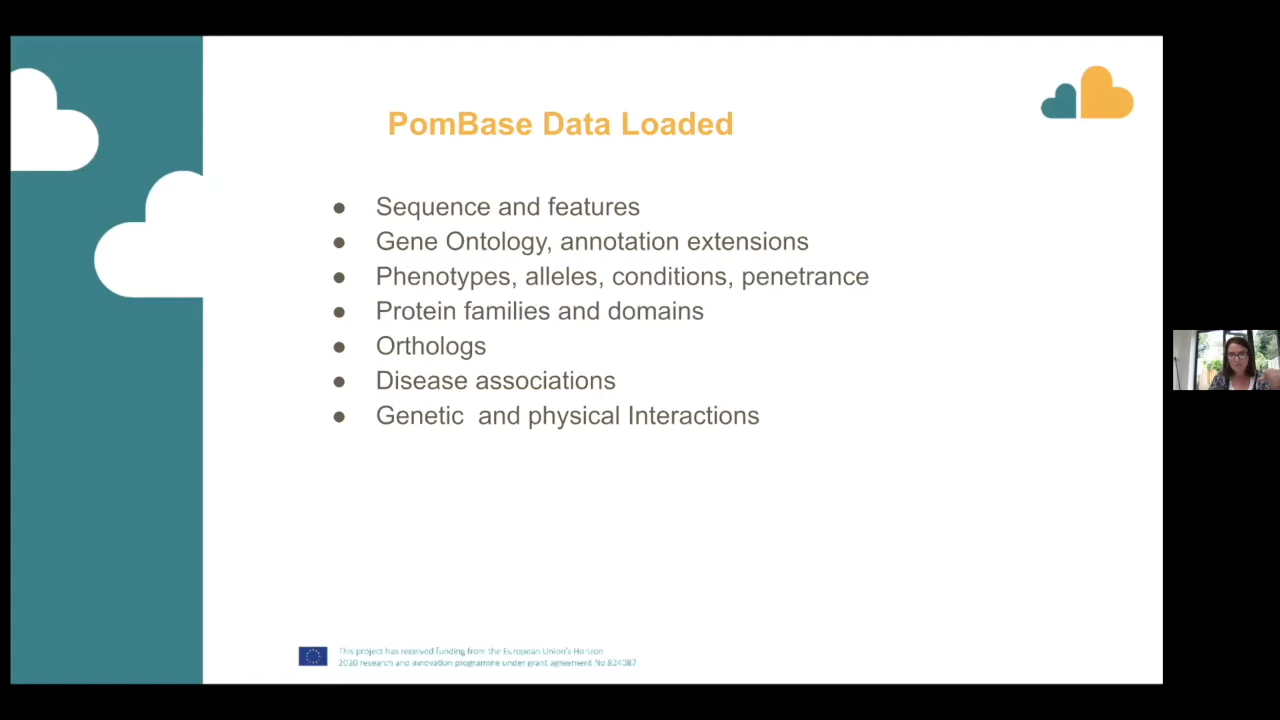 PomBase Data Loaded
● Sequence and features
● Gene Ontology, annotation extensions
● Phenotypes, alleles, conditions, penetrance
● Protein families and domains
● Orthologs
● Disease associations
● Genetic  and physical Interactions
This project has received funding from the European Union's Horizon
2020 research and innovation programme under grant agreement No 824087